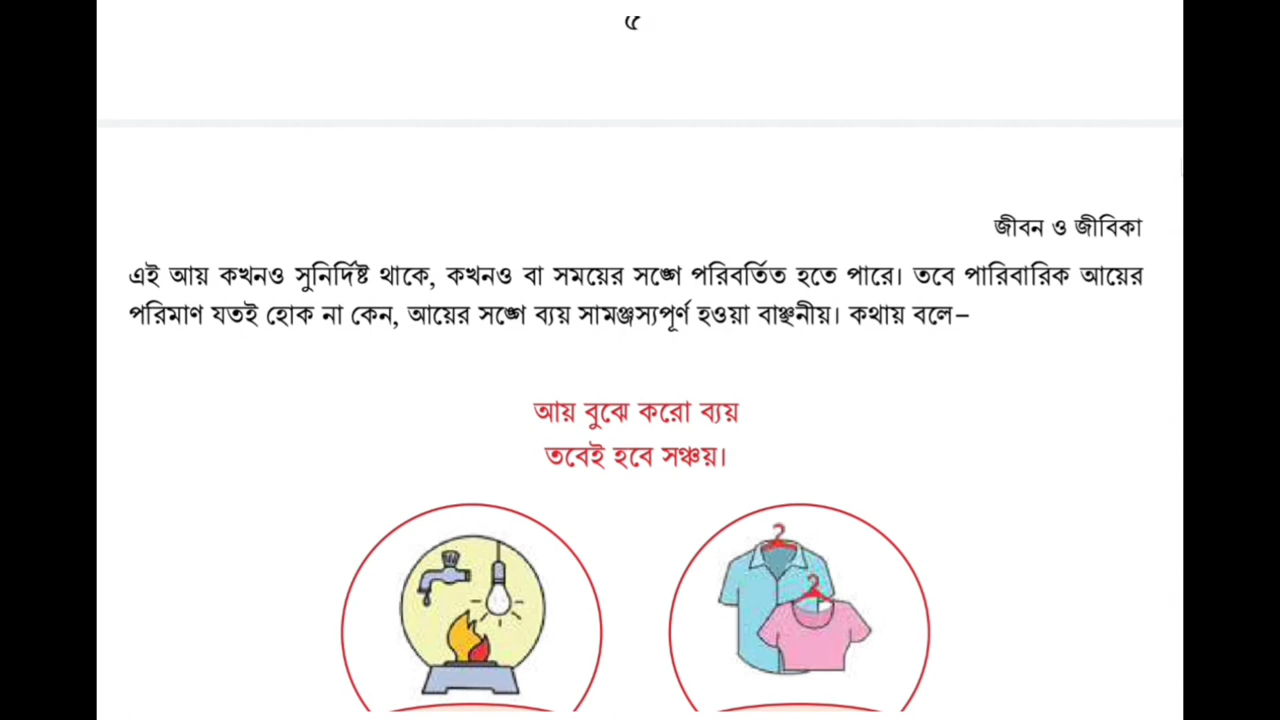 ৫
জীবন ও জীবিকা
এই আয় কখনও সুনির্দিষ্ট থাকে, কখনও বা সময়ের সঙ্গে পরিবর্তিত হতে পারে। তবে পারিবারিক আয়ের
পরিমাণ যতই হোক না কেন, আয়ের সঙ্গে ব্যয় সামঞ্জস্যপূর্ণ হওয়া বাঞ্ছনীয়। কথায় বলে–
আয় বুঝে করো ব্যয়
তবেই হবে সঞ্চয়।